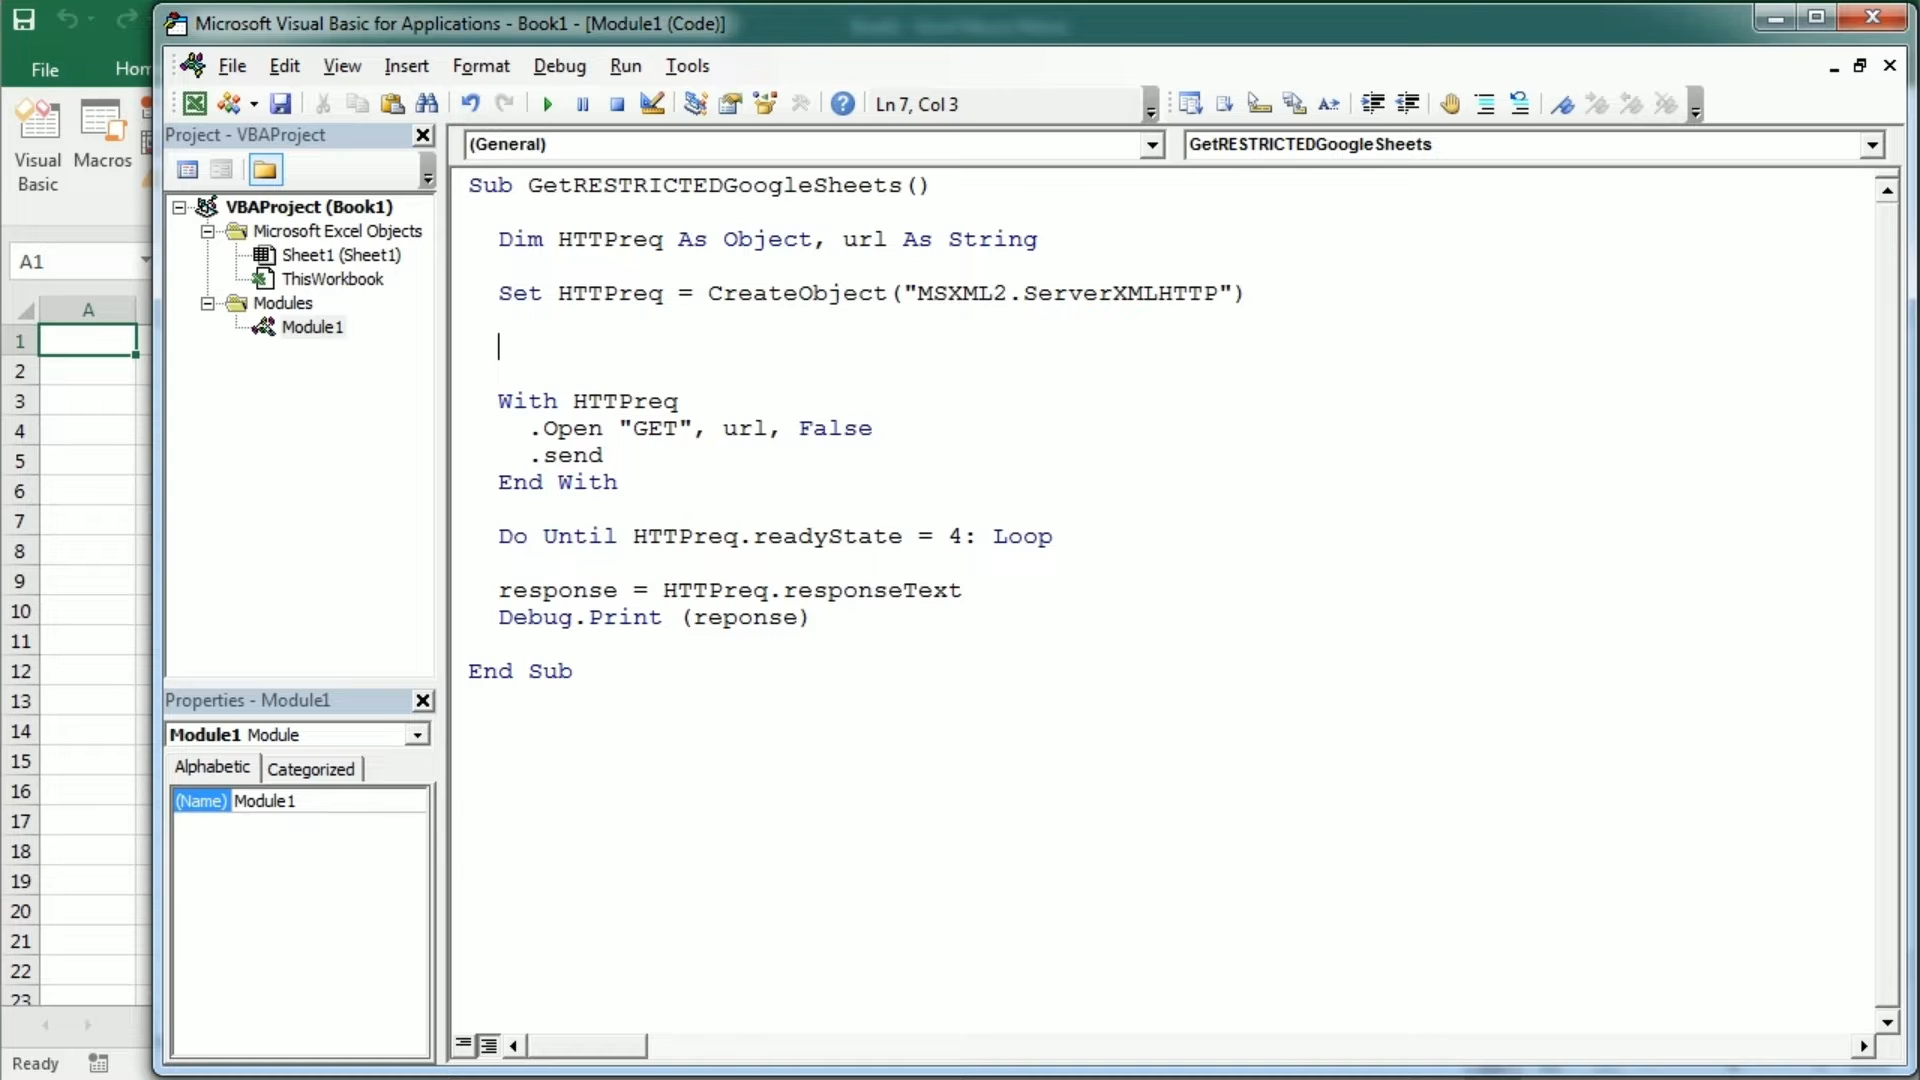 Microsoft Visual Basic for Applications - Book1 - [Module1 (Code)]
File
Hom
Visual
Basic
Macros
A1
A
1
2
3
4
5
6
7
8
9
10
11
12
13
14
15
16
17
18
19
20
21
22
23
Ready
File Edit View Insert Format Debug Run Tools
Ln 7, Col 3
Project - VBAProject
VBAProject (Book1)
Microsoft Excel Objects
Sheet1 (Sheet1)
ThisWorkbook
Modules
Module1
Properties - Module1
Module1 Module
Alphabetic Categorized
(Name) Module1
(General)
GetRESTRICTEDGoogleSheets
Sub GetRESTRICTEDGoogleSheets()
Dim HTTPreq As Object, url As String
Set HTTPreq = CreateObject("MSXML2.ServerXMLHTTP")
With HTTPreq
.Open "GET", url, False
.send
End With
Do Until HTTPreq.readyState = 4: Loop
response = HTTPreq.responseText
Debug.Print (reponse)
End Sub